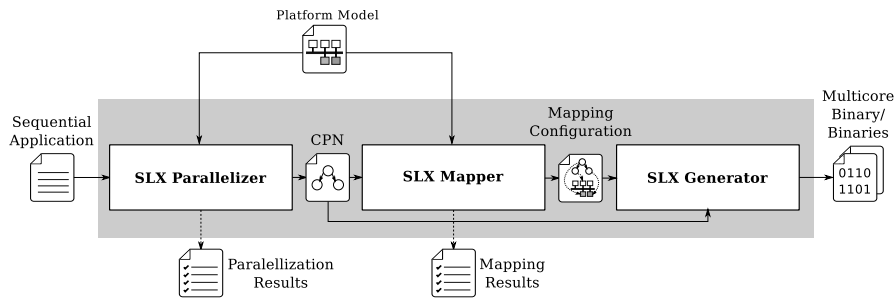 Platform Model
Sequential
Application
CPN
Mapping
Configuration
Multicore
Binary/
Binaries
SLX Parallelizer
SLX Mapper
SLX Generator
0110
1101
Paralellization
Results
Mapping
Results